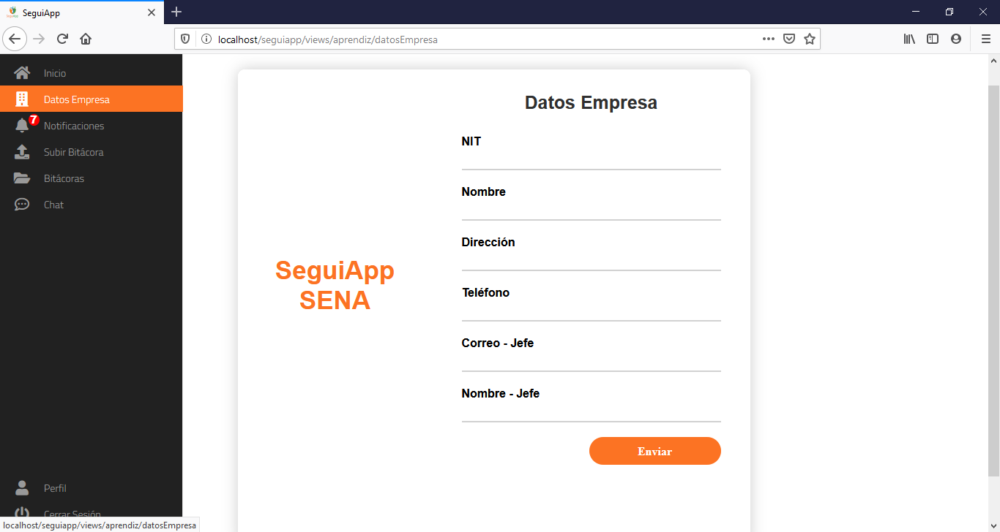 SeguiApp
localhost/seguiapp/views/aprendiz/datosEmpresa
Inicio
Datos Empresa
7
Notificaciones
Subir Bitácora
Bitácoras
Chat
Perfil
Cerrar Sesión
localhost/seguiapp/views/aprendiz/datosEmpresa
SeguiApp
SENA
Datos Empresa
NIT
Nombre
Dirección
Teléfono
Correo - Jefe
Nombre - Jefe
Enviar